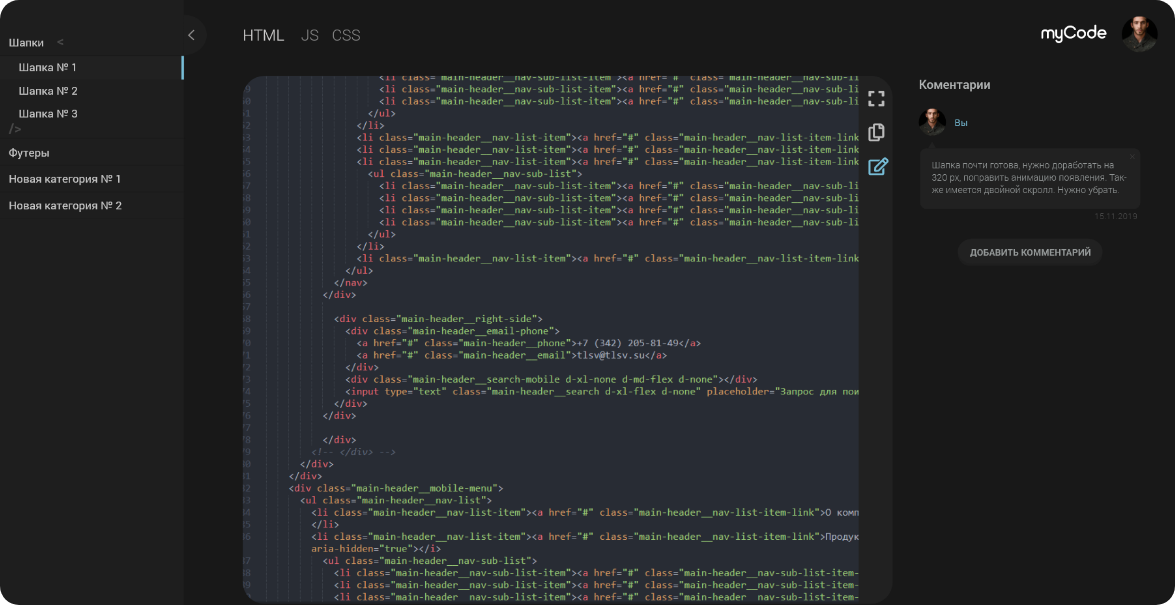 Шапки <
Шапка № 1
Шапка № 2
Шапка № 3
/>
Футеры
Новая категория № 1
Новая категория № 2
HTML JS CSS
myCode
<li class="main-header__nav-sub-list-item"><a href="#" class="main-header__nav-sub-li
<li class="main-header__nav-sub-list-item"><a href="#" class="main-header__nav-sub-li
<li class="main-header__nav-sub-list-item"><a href="#" class="main-header__nav-sub-li
</ul>
</li>
<li class="main-header__nav-list-item"><a href="#" class="main-header__nav-list-item-link
<li class="main-header__nav-list-item"><a href="#" class="main-header__nav-list-item-link
<li class="main-header__nav-list-item"><a href="#" class="main-header__nav-list-item-link
<ul class="main-header__nav-sub-list">
<li class="main-header__nav-sub-list-item"><a href="#" class="main-header__nav-sub-li
<li class="main-header__nav-sub-list-item"><a href="#" class="main-header__nav-sub-li
<li class="main-header__nav-sub-list-item"><a href="#" class="main-header__nav-sub-li
<li class="main-header__nav-sub-list-item"><a href="#" class="main-header__nav-sub-li
</ul>
</li>
<li class="main-header__nav-list-item"><a href="#" class="main-header__nav-list-item-link
</ul>
</nav>
</div>
<div class="main-header__right-side">
<div class="main-header__email-phone">
<a href="#" class="main-header__phone">+7 (342) 205-81-49</a>
<a href="#" class="main-header__email">tlsv@tlsv.su</a>
</div>
<div class="main-header__search-mobile d-xl-none d-md-flex d-none"></div>
<input type="text" class="main-header__search d-xl-flex d-none" placeholder="Запрос для пои
</div>
</div>
</div>
<!-- </div> -->
</div>
</div>
<div class="main-header__mobile-menu">
<ul class="main-header__nav-list">
<li class="main-header__nav-list-item"><a href="#" class="main-header__nav-list-item-link">О комп
</li>
<li class="main-header__nav-list-item"><a href="#" class="main-header__nav-list-item-link">Продук
aria-hidden="true"></i>
<ul class="main-header__nav-sub-list">
<li class="main-header__nav-sub-list-item"><a href="#" class="main-header__nav-sub-list-item-
<li class="main-header__nav-sub-list-item"><a href="#" class="main-header__nav-sub-list-item-
<li class="main-header__nav-sub-list-item"><a href="#" class="main-header__nav-sub-list-item-
Коментарии
Вы
Шапка почти готова, нужно доработать на
320 px, поправить анимацию появления. Так-
же имеется двойной скролл. Нужно убрать.
15.11.2019
ДОБАВИТЬ КОММЕНТАРИЙ